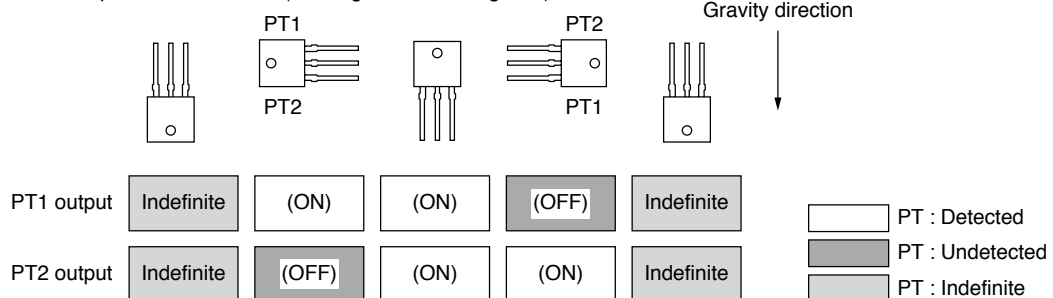 Gravity direction
PT1
PT2
PT2
PT1
PT1 output Indefinite (ON) (ON) (OFF) Indefinite
PT2 output Indefinite (OFF) (ON) (ON) Indefinite
PT : Detected
PT : Undetected
PT : Indefinite